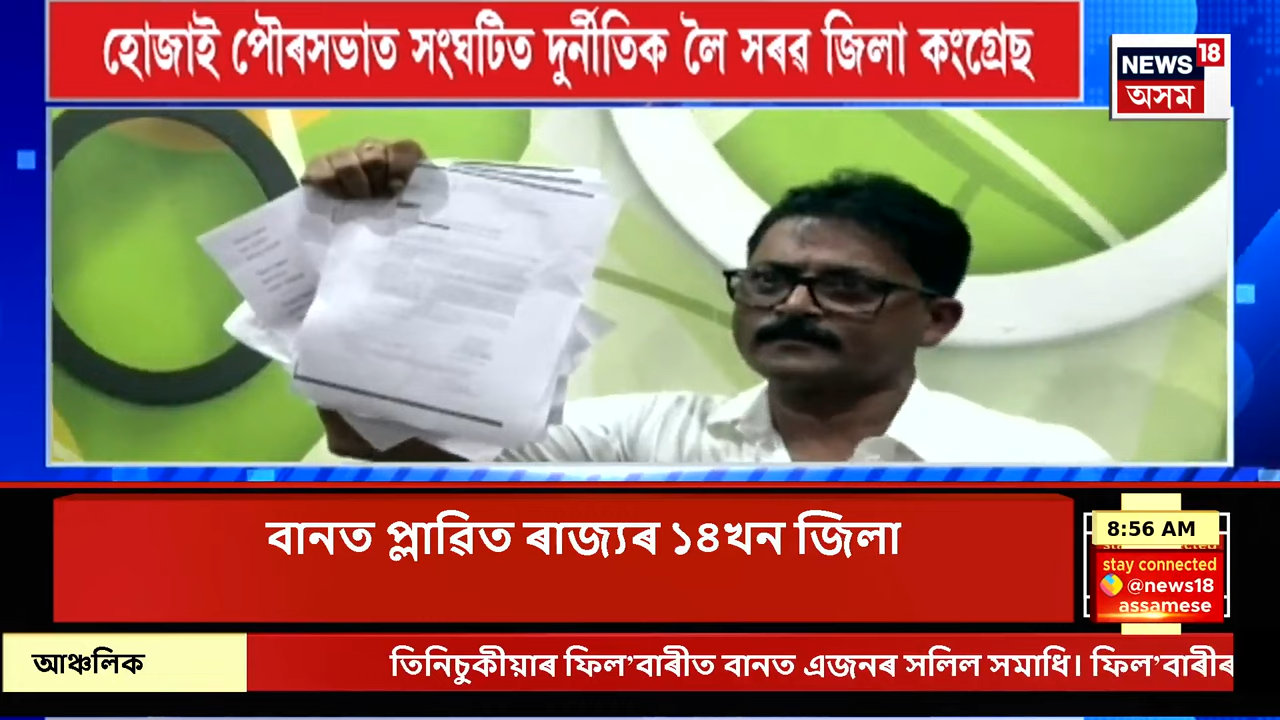 হোজাই পৌৰসভাত সংঘটিত দুৰ্নীতিক লৈ সৰৱ জিলা কংগ্ৰেছ
NEWS 18
অসম
বানত প্লাৱিত ৰাজ্যৰ ১৪খন জিলা
8:56 AM
stay connected
@news18
assamese
আঞ্চলিক
তিনিচুকীয়াৰ ফিল'বাৰীত বানত এজনৰ সলিল সমাধি। ফিল'বাৰীৰ